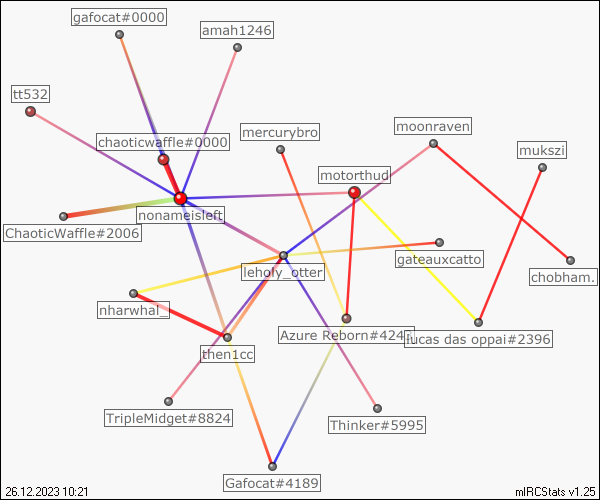 gafocat#0000
amah1246
tt532
chaoticwaffle#0000
mercurybro
moonraven
mukszi
motorthud
nonameisleft
ChaoticWaffle#2006
leholy_otter
gateauxcatto
chobham.
nharwhal_
Azure Reborn#424
lucas das oppai#2396
then1cc
TripleMidget#8824
Thinker#5995
Gafocat#4189
26.12.2023 10:21
mIRCStats v1.25